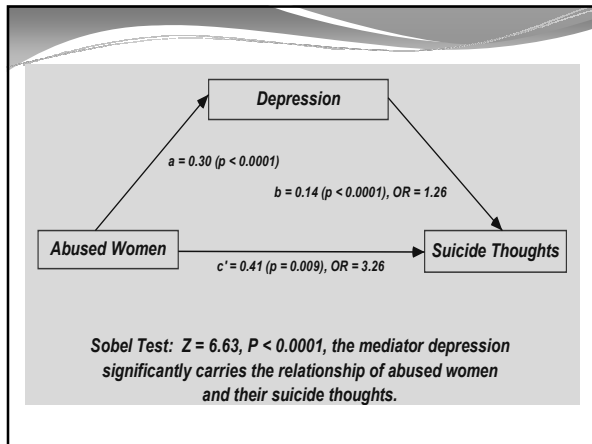 Depression
a = 0.30 (p < 0.0001)
b = 0.14 (p < 0.0001), OR = 1.26
Abused Women
Suicide Thoughts
c' = 0.41 (p = 0.009), OR = 3.26
Sobel Test:  Z = 6.63, P < 0.0001, the mediator depression
significantly carries the relationship of abused women
and their suicide thoughts.